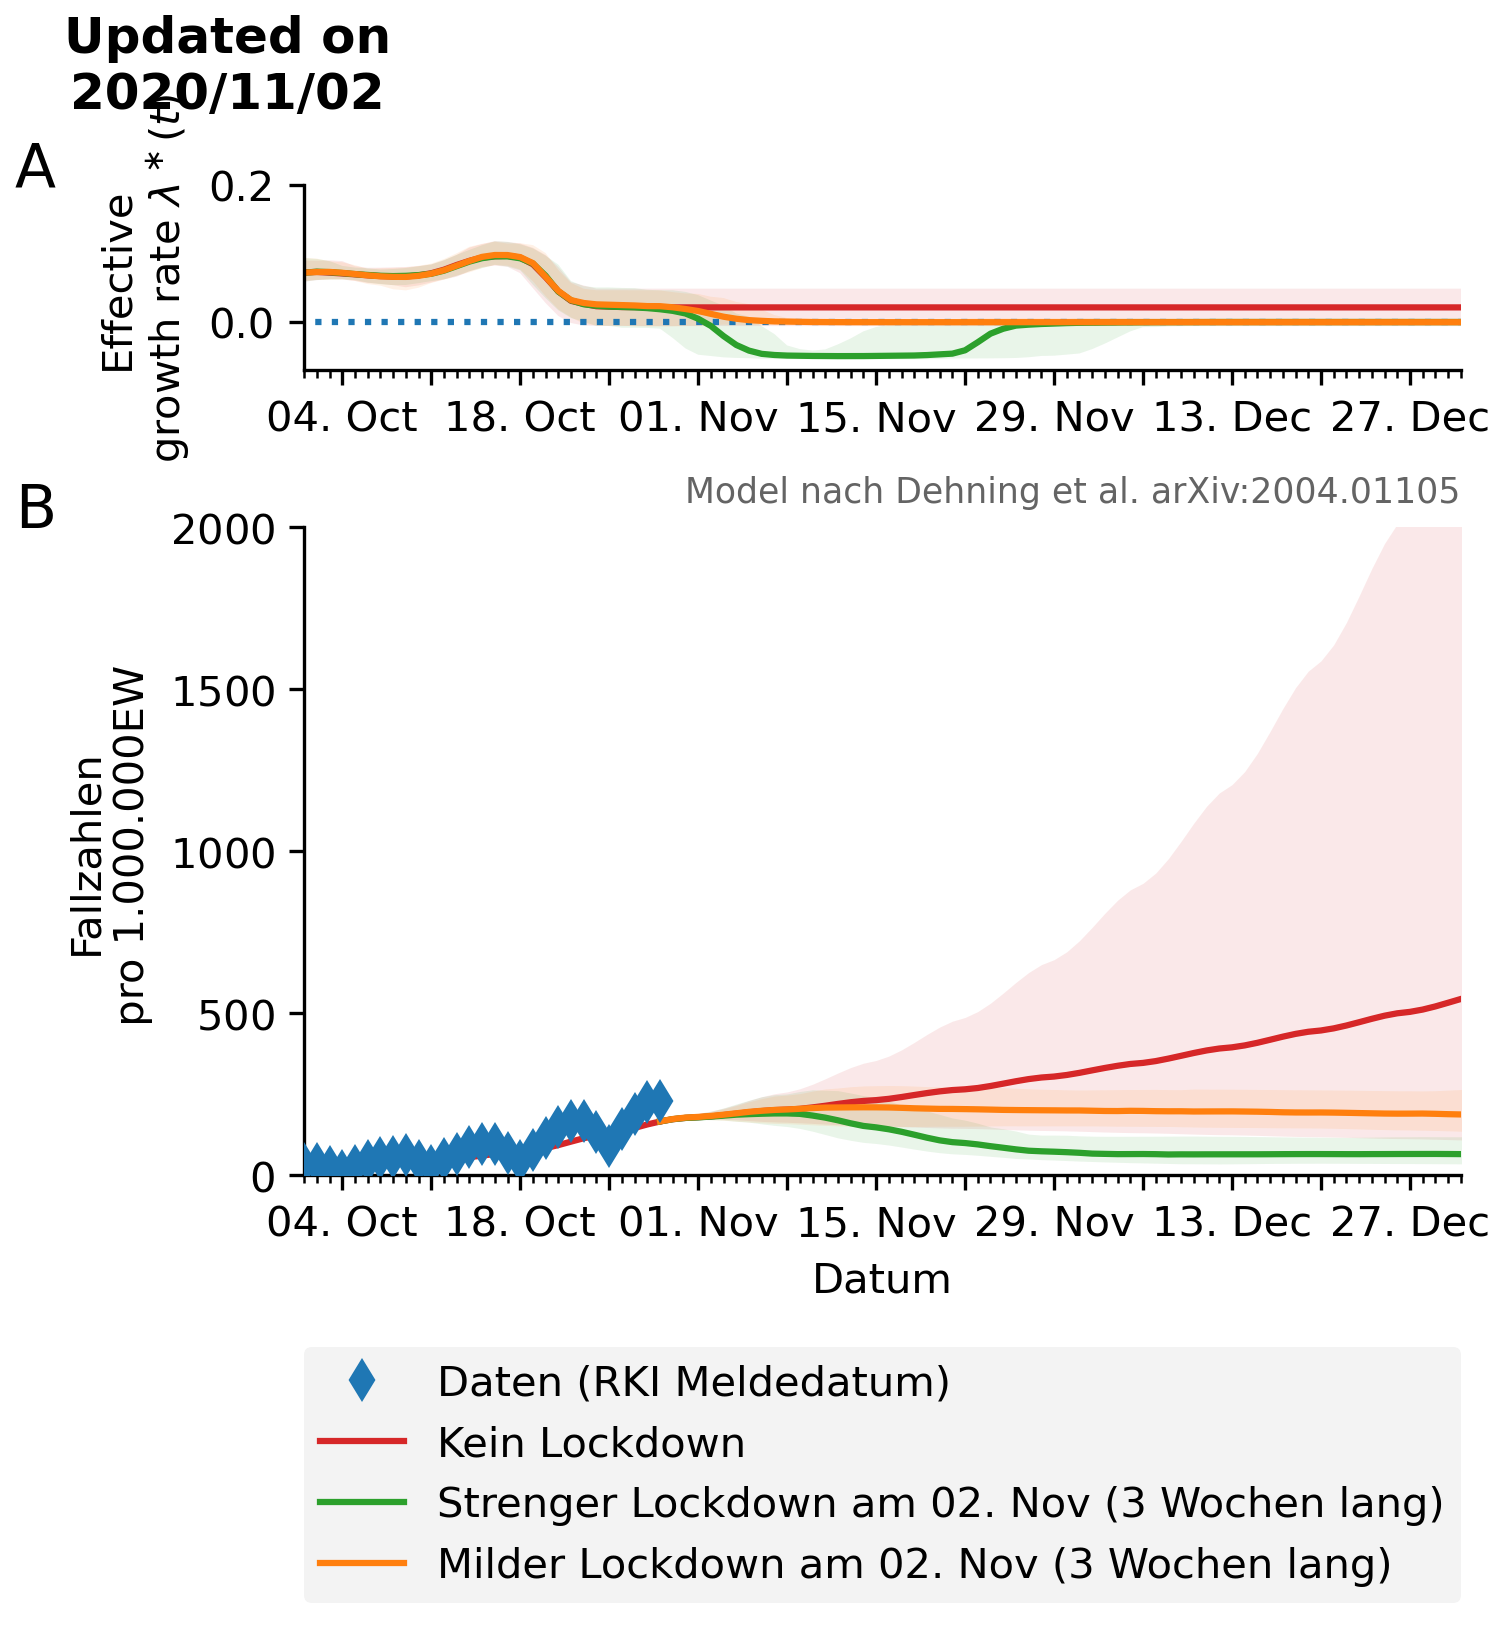 Updated on
2020/11/02
A
Effective
growth rate λ * (t)
0.2
0.0
04. Oct 18. Oct 01. Nov 15. Nov 29. Nov 13. Dec 27. Dec
Model nach Dehning et al. arXiv:2004.01105
B
Fallzahlen
pro 1.000.000EW
2000
1500
1000
500
0
04. Oct 18. Oct 01. Nov 15. Nov 29. Nov 13. Dec 27. Dec
Datum
Daten (RKI Meldedatum)
Kein Lockdown
Strenger Lockdown am 02. Nov (3 Wochen lang)
Milder Lockdown am 02. Nov (3 Wochen lang)